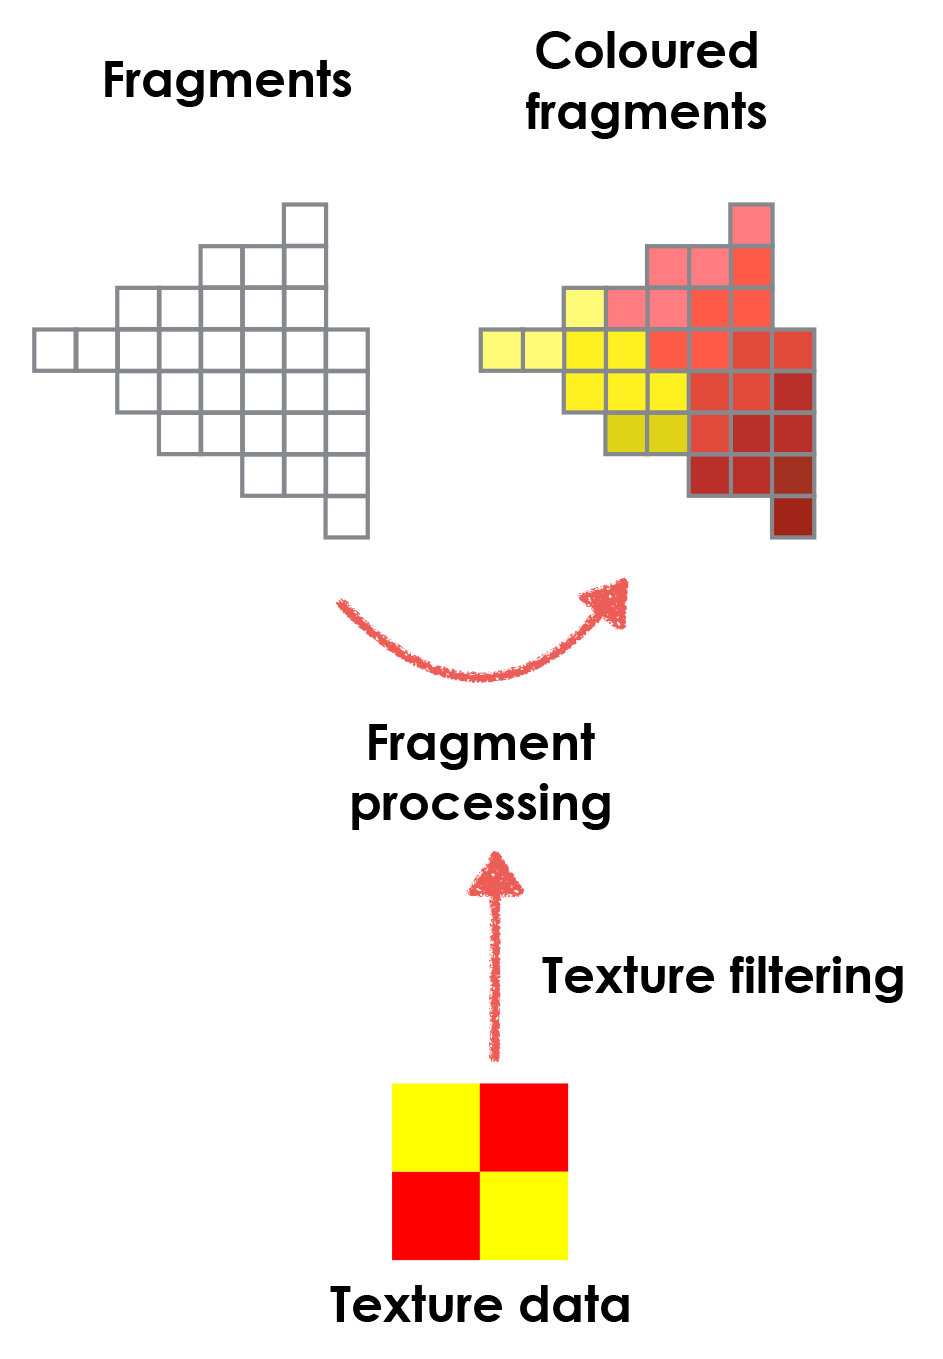 Fragments
Coloured
fragments
Fragment
processing
Texture filtering
Texture data